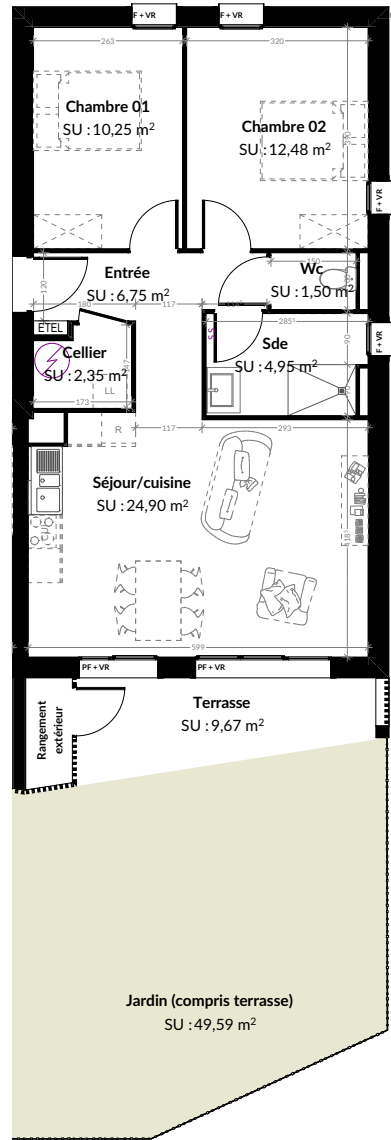 F + VR
F + VR
263
320
Chambre 01
SU : 10,25 m²
Chambre 02
SU : 12,48 m²
F + VR
Entrée
SU : 6,75 m²
Wc
SU : 1,50 m²
150
120
180
117
ETEL
S.S
285
Sde
SU : 4,95 m²
90
F + VR
Cellier
SU : 2,35 m²
147
LL
173
R
117
293
Séjour/cuisine
SU : 24,90 m²
418
599
PF + VR
PF + VR
Rangement
extérieur
Terrasse
SU : 9,67 m²
Jardin (compris terrasse)
SU : 49,59 m²